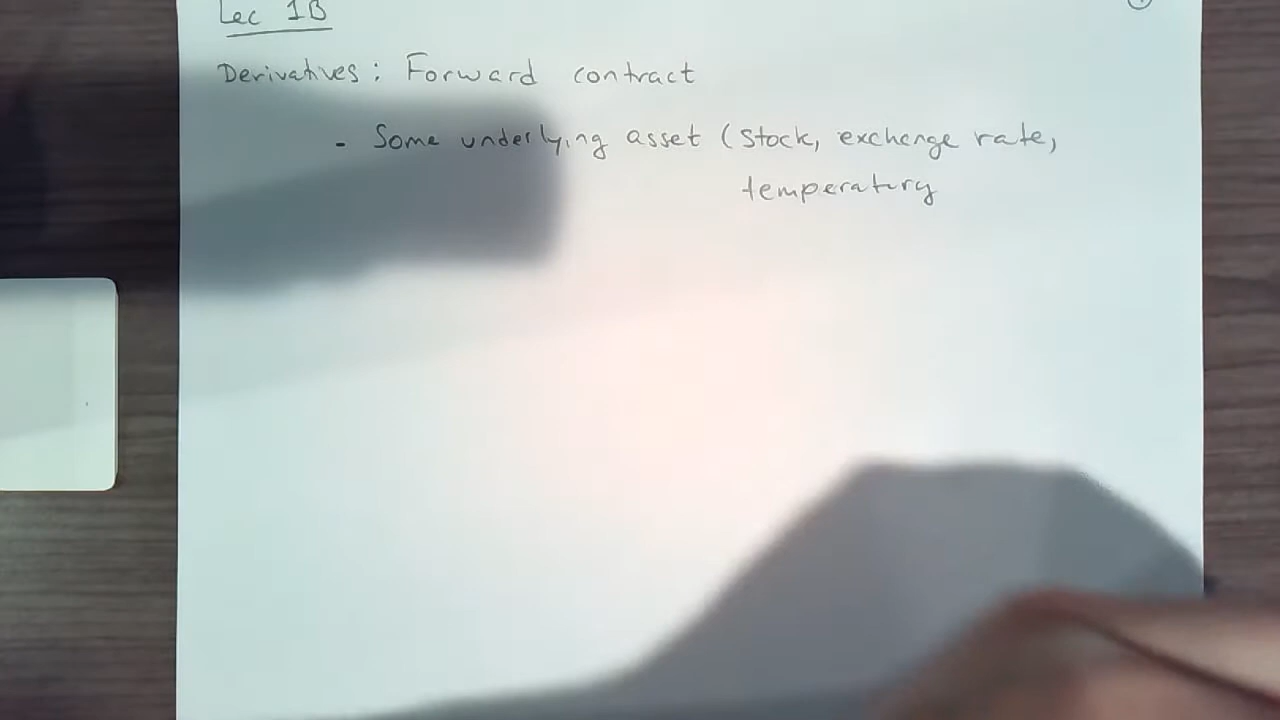 Lec 1B
Derivatives: Forward contract
- Some underlying asset (stock, exchange rate,
temperatury